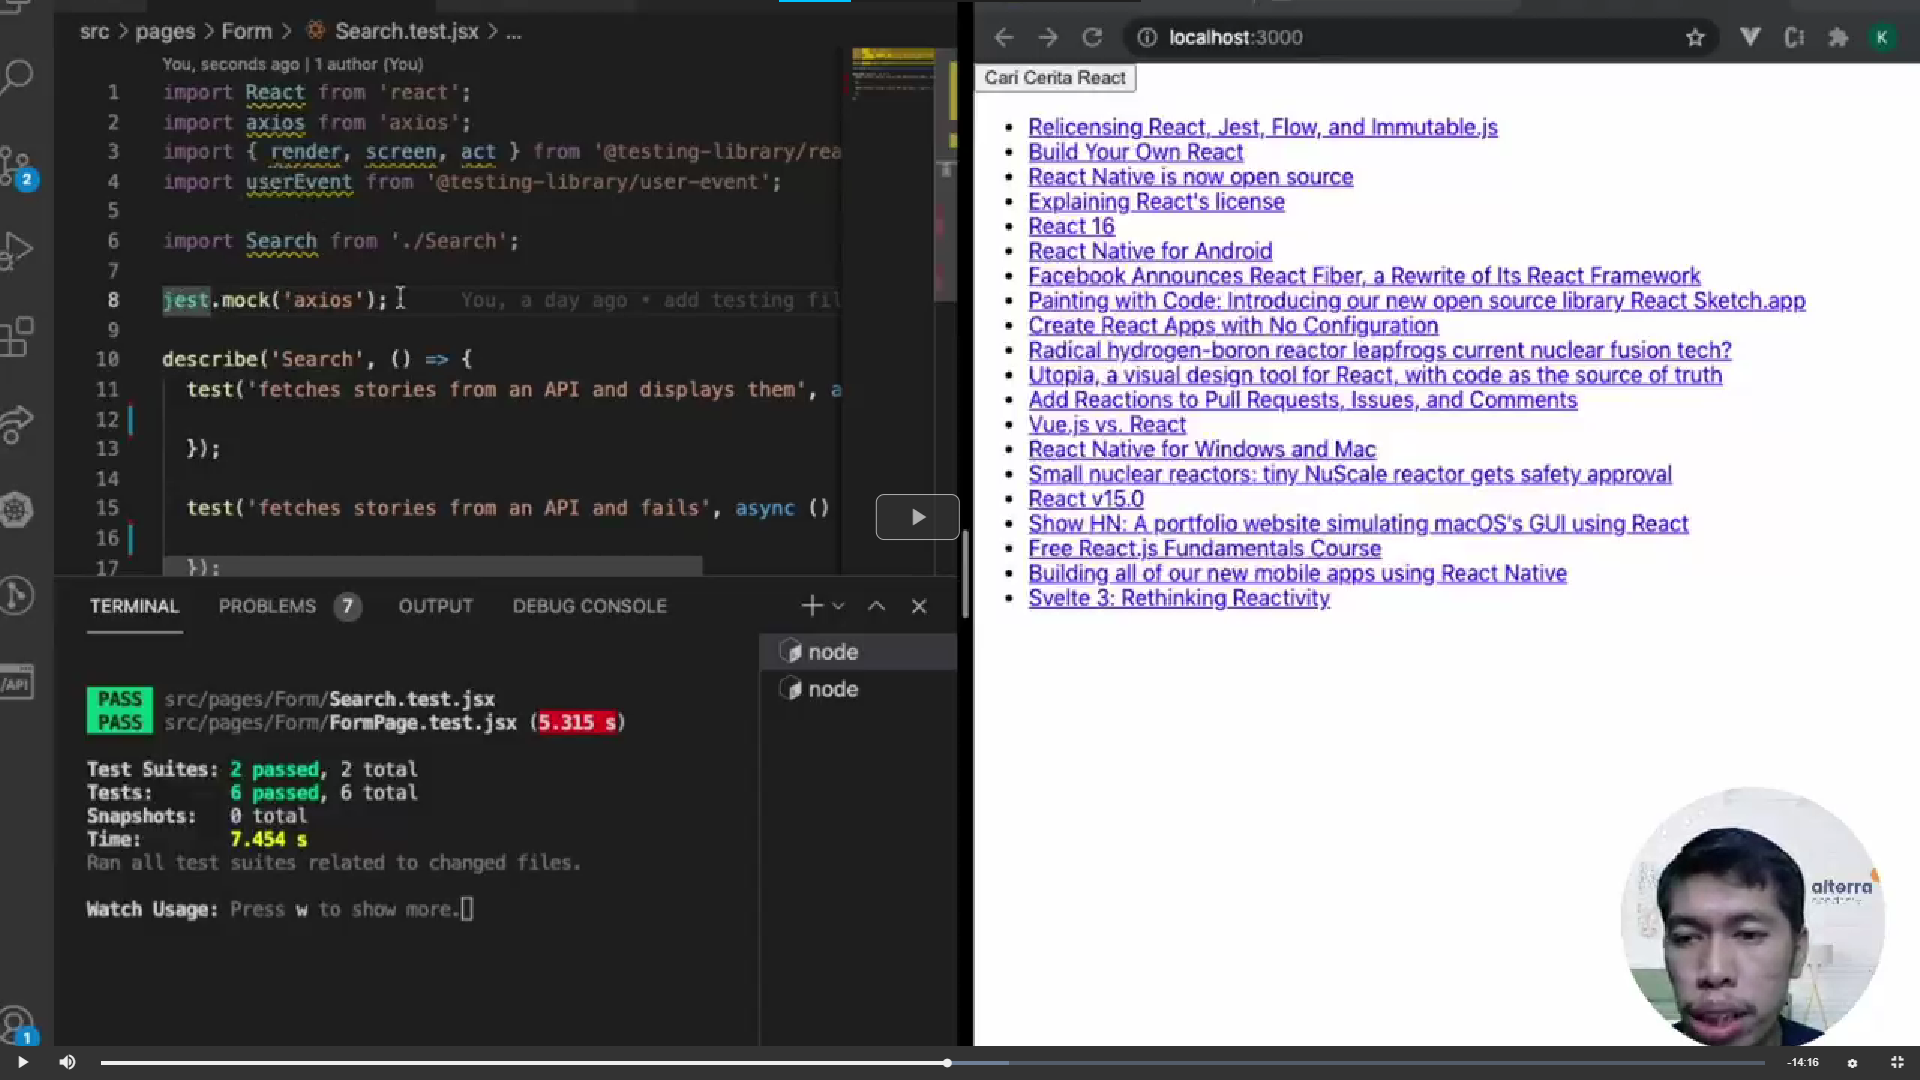 src > pages > Form > Search.test.jsx > ...
You, seconds ago | 1 author (You)
1 import React from 'react';
2 import axios from 'axios';
3 import { render, screen, act } from '@testing-library/rea
4 import userEvent from '@testing-library/user-event';
5
6 import Search from './Search';
7
8 jest.mock('axios'); You, a day ago • add testing fil
9
10 describe('Search', () => {
11 test('fetches stories from an API and displays them', a
12
13 });
14
15 test('fetches stories from an API and fails', async ()
16
17 });
2
/API
1
TERMINAL PROBLEMS 7 OUTPUT DEBUG CONSOLE
node
node
PASS src/pages/Form/Search.test.jsx
PASS src/pages/Form/FormPage.test.jsx (5.315 s)
Test Suites: 2 passed, 2 total
Tests: 6 passed, 6 total
Snapshots: 0 total
Time: 7.454 s
Ran all test suites related to changed files.
Watch Usage: Press w to show more.
localhost:3000
K
Cari Cerita React
• Relicensing React, Jest, Flow, and Immutable.js
• Build Your Own React
• React Native is now open source
• Explaining React's license
• React 16
• React Native for Android
• Facebook Announces React Fiber, a Rewrite of Its React Framework
• Painting with Code: Introducing our new open source library React Sketch.app
• Create React Apps with No Configuration
• Radical hydrogen-boron reactor leapfrogs current nuclear fusion tech?
• Utopia, a visual design tool for React, with code as the source of truth
• Add Reactions to Pull Requests, Issues, and Comments
• Vue.js vs. React
• React Native for Windows and Mac
• Small nuclear reactors: tiny NuScale reactor gets safety approval
• React v15.0
• Show HN: A portfolio website simulating macOS's GUI using React
• Free React.js Fundamentals Course
• Building all of our new mobile apps using React Native
• Svelte 3: Rethinking Reactivity
alterra
academy
-14:16